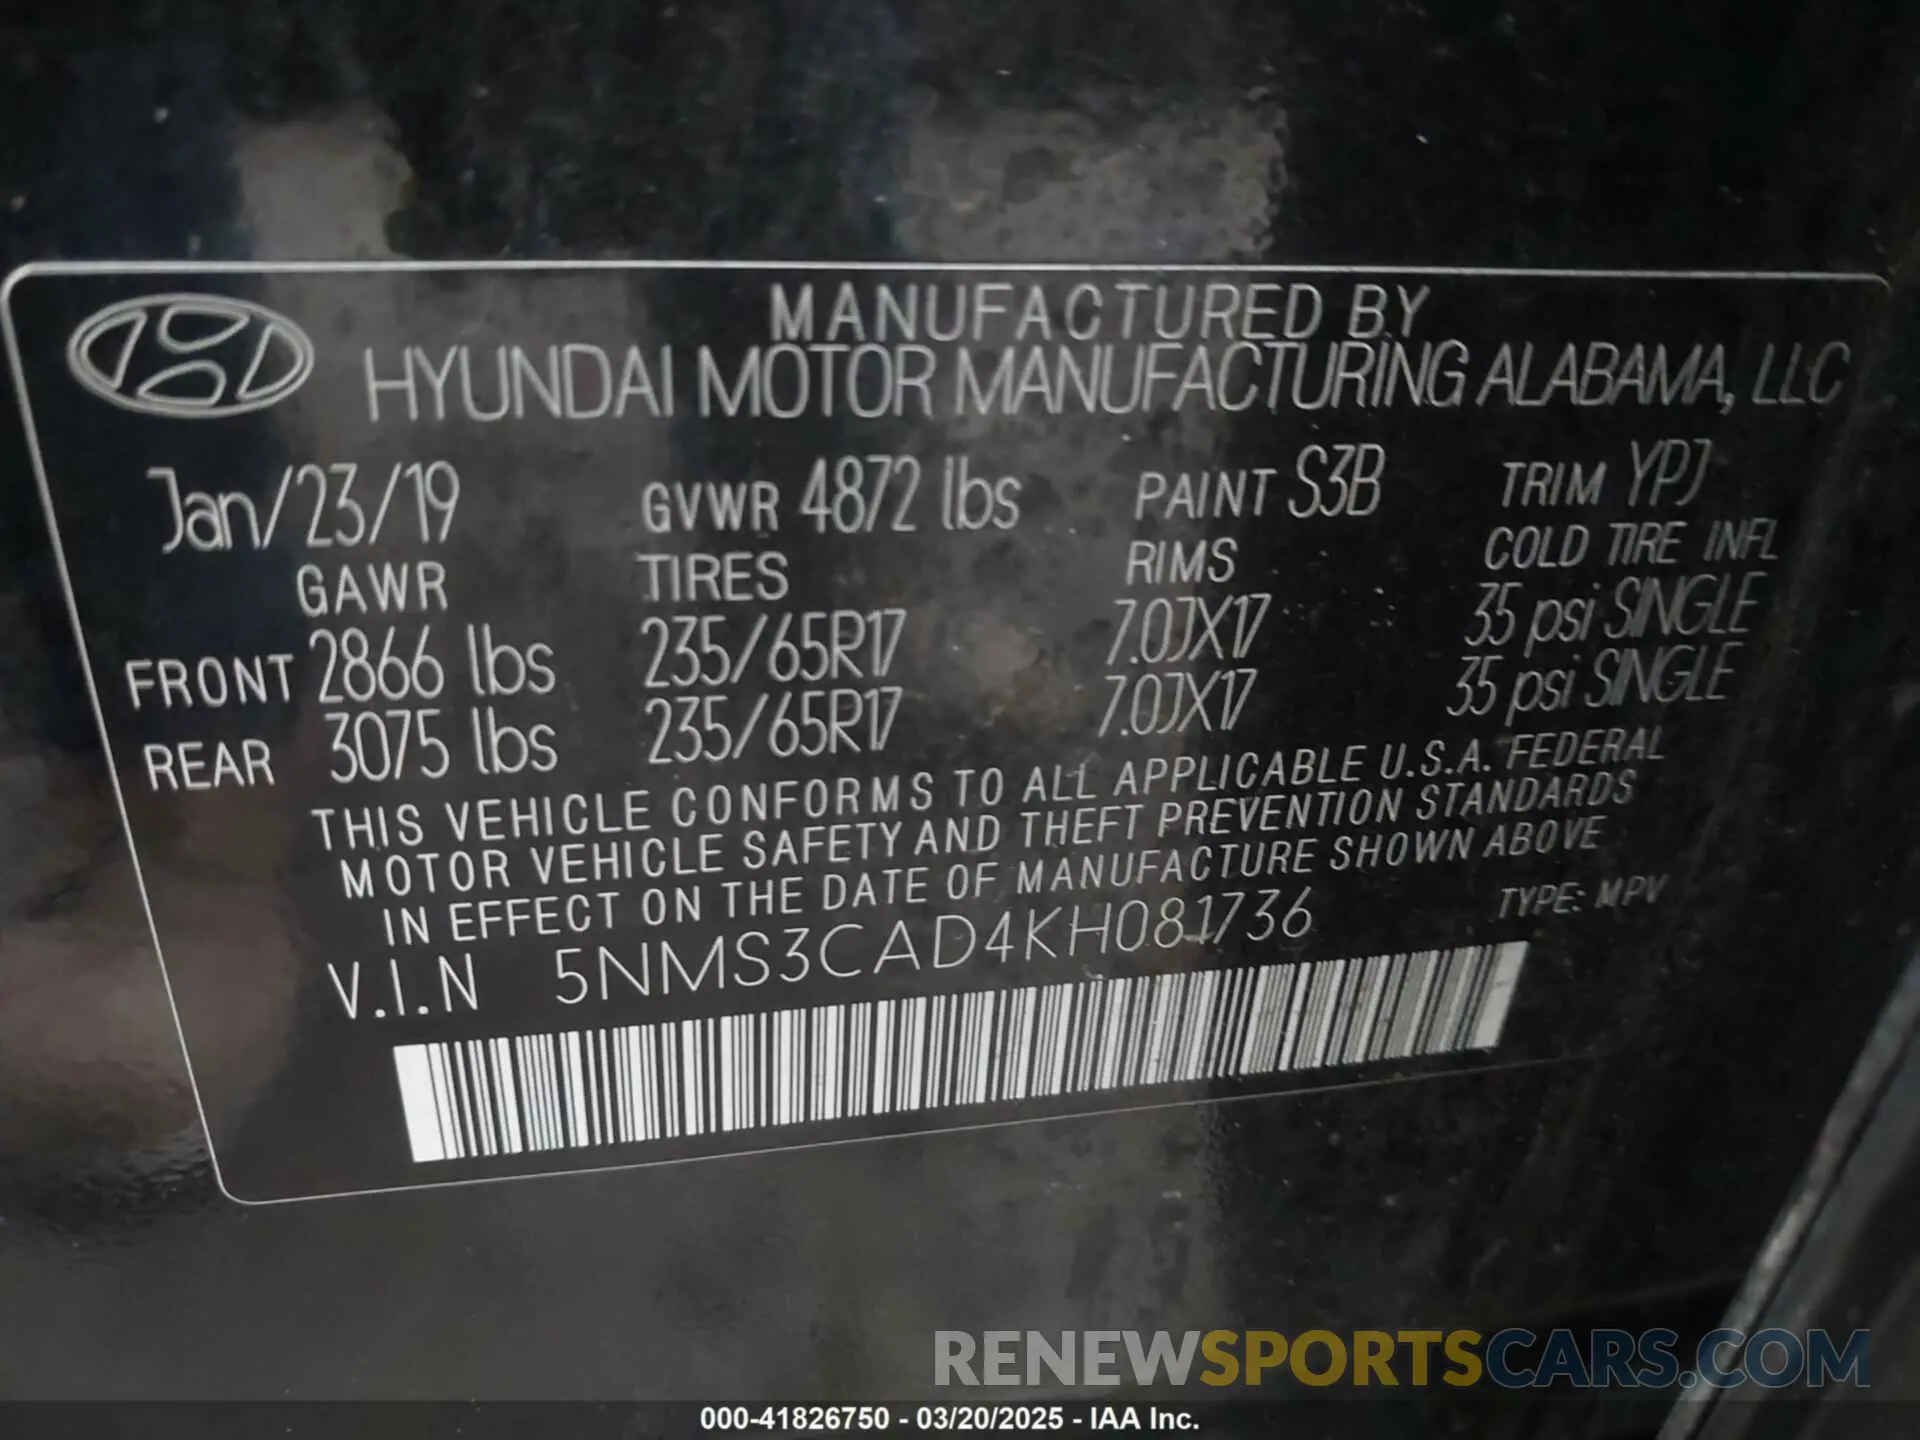 MANUFACTURED BY
HYUNDAI MOTOR MANUFACTURING ALABAMA, LLC
Jan/23/19 GVWR 4872 lbs PAINT S3B TRIM YPJ
GAWR TIRES RIMS COLD TIRE INFL
FRONT 2866 lbs 235/65R17 7.0JX17 35 psi SINGLE
REAR 3075 lbs 235/65R17 7.0JX17 35 psi SINGLE
THIS VEHICLE CONFORMS TO ALL APPLICABLE U.S.A. FEDERAL
MOTOR VEHICLE SAFETY AND THEFT PREVENTION STANDARDS
IN EFFECT ON THE DATE OF MANUFACTURE SHOWN ABOVE
V.I.N 5NMS3CAD4KH081736 TYPE: MPV
RENEWSPORTSCARS.COM
000-41826750 - 03/20/2025 - IAA Inc.